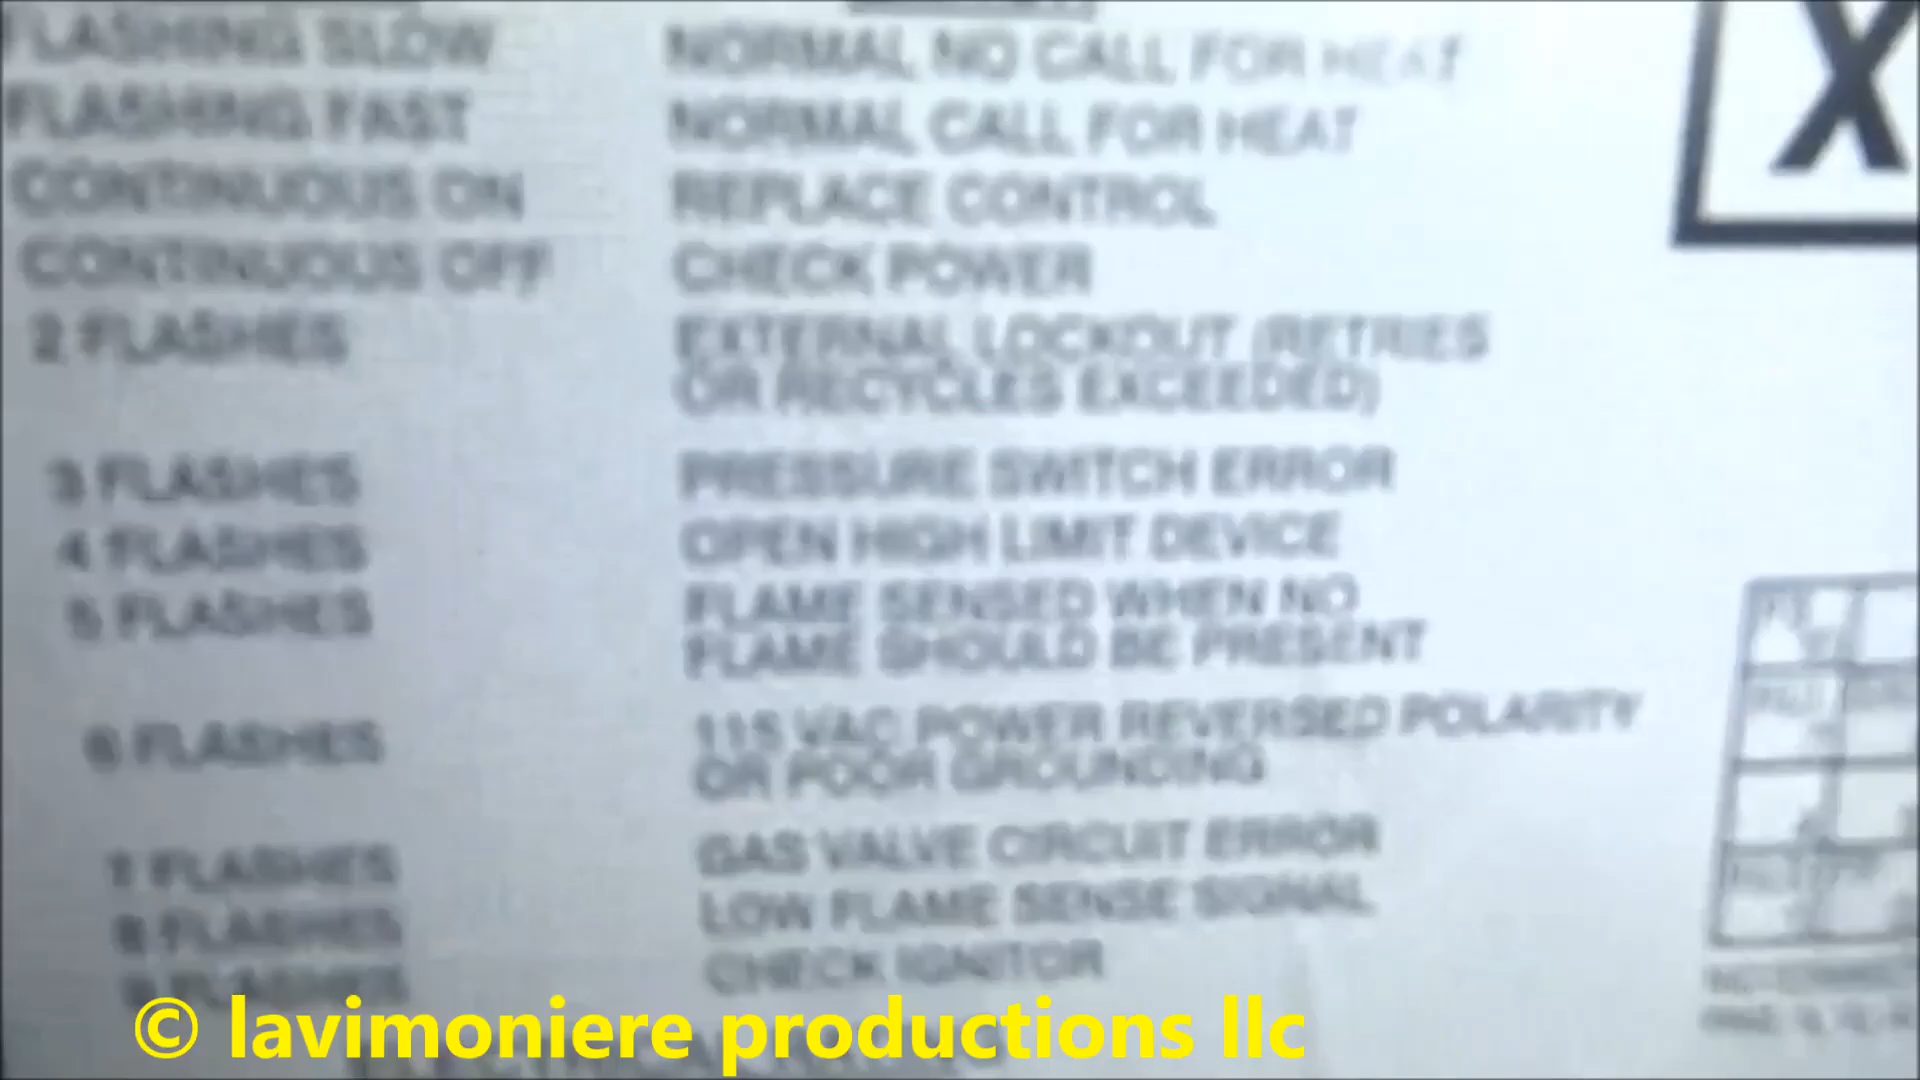 FLASHING SLOW NORMAL NO CALL FOR HEAT
FLASHING FAST NORMAL CALL FOR HEAT
CONTINUOUS ON REPLACE CONTROL
CONTINUOUS OFF CHECK POWER
2 FLASHES EXTERNAL LOCKOUT (RETRIES
OR RECYCLES EXCEEDED)
3 FLASHES PRESSURE SWITCH ERROR
4 FLASHES OPEN HIGH LIMIT DEVICE
5 FLASHES FLAME SENSED WHEN NO
FLAME SHOULD BE PRESENT
6 FLASHES 115 VAC POWER REVERSED POLARITY
OR POOR GROUNDING
7 FLASHES GAS VALVE CIRCUIT ERROR
8 FLASHES LOW FLAME SENSE SIGNAL
9 FLASHES CHECK IGNITOR
X
© lavimoniere productions llc